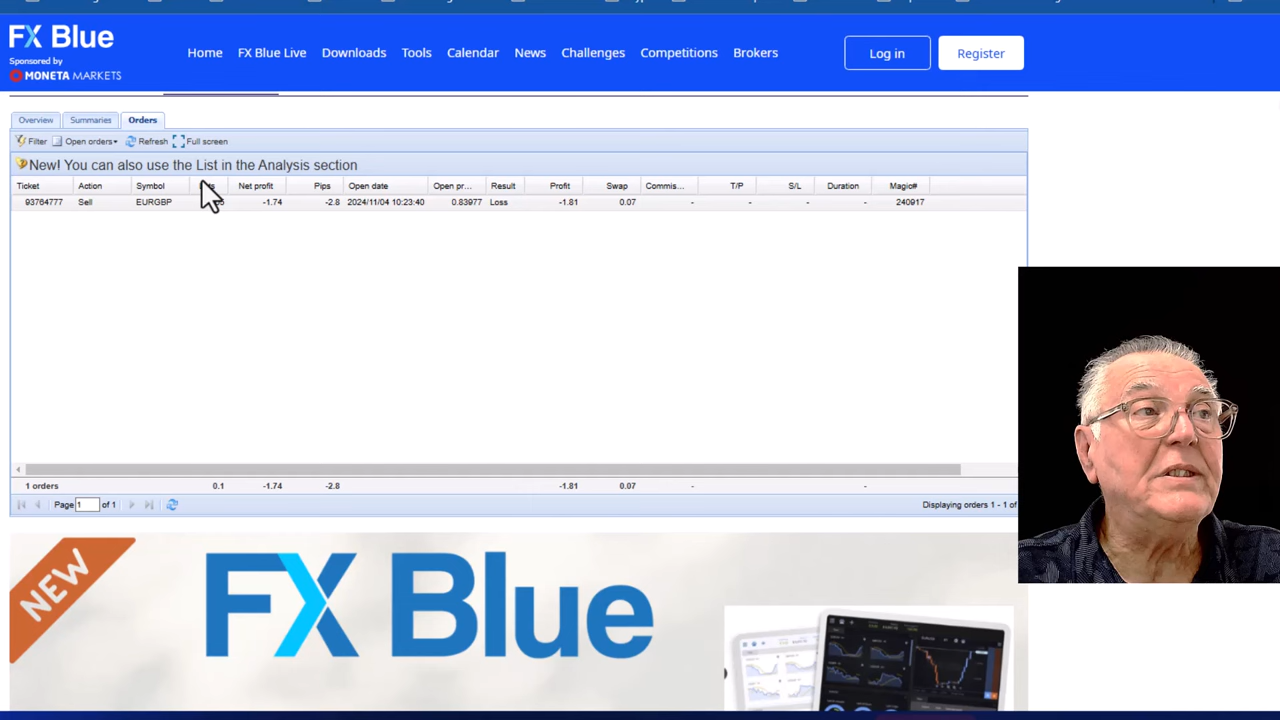 FX Blue
Sponsored by
MONETA MARKETS
Home FX Blue Live Downloads Tools Calendar News Challenges Competitions Brokers Log in Register
Overview Summaries Orders
Filter Open orders Refresh Full screen
New! You can also use the List in the Analysis section
Ticket Action Symbol Net profit Pips Open date Open pr... Result Profit Swap Commis... T/P S/L Duration Magic#
93764777 Sell EURGBP -1.74 -2.8 2024/11/04 10:23:40 0.83977 Loss -1.81 0.07 - - - - 240917
1 orders 0.1 -1.74 -2.8 -1.81 0.07 - -
Page 1 of 1 Displaying orders 1 - 1 of
NEW
FX Blue